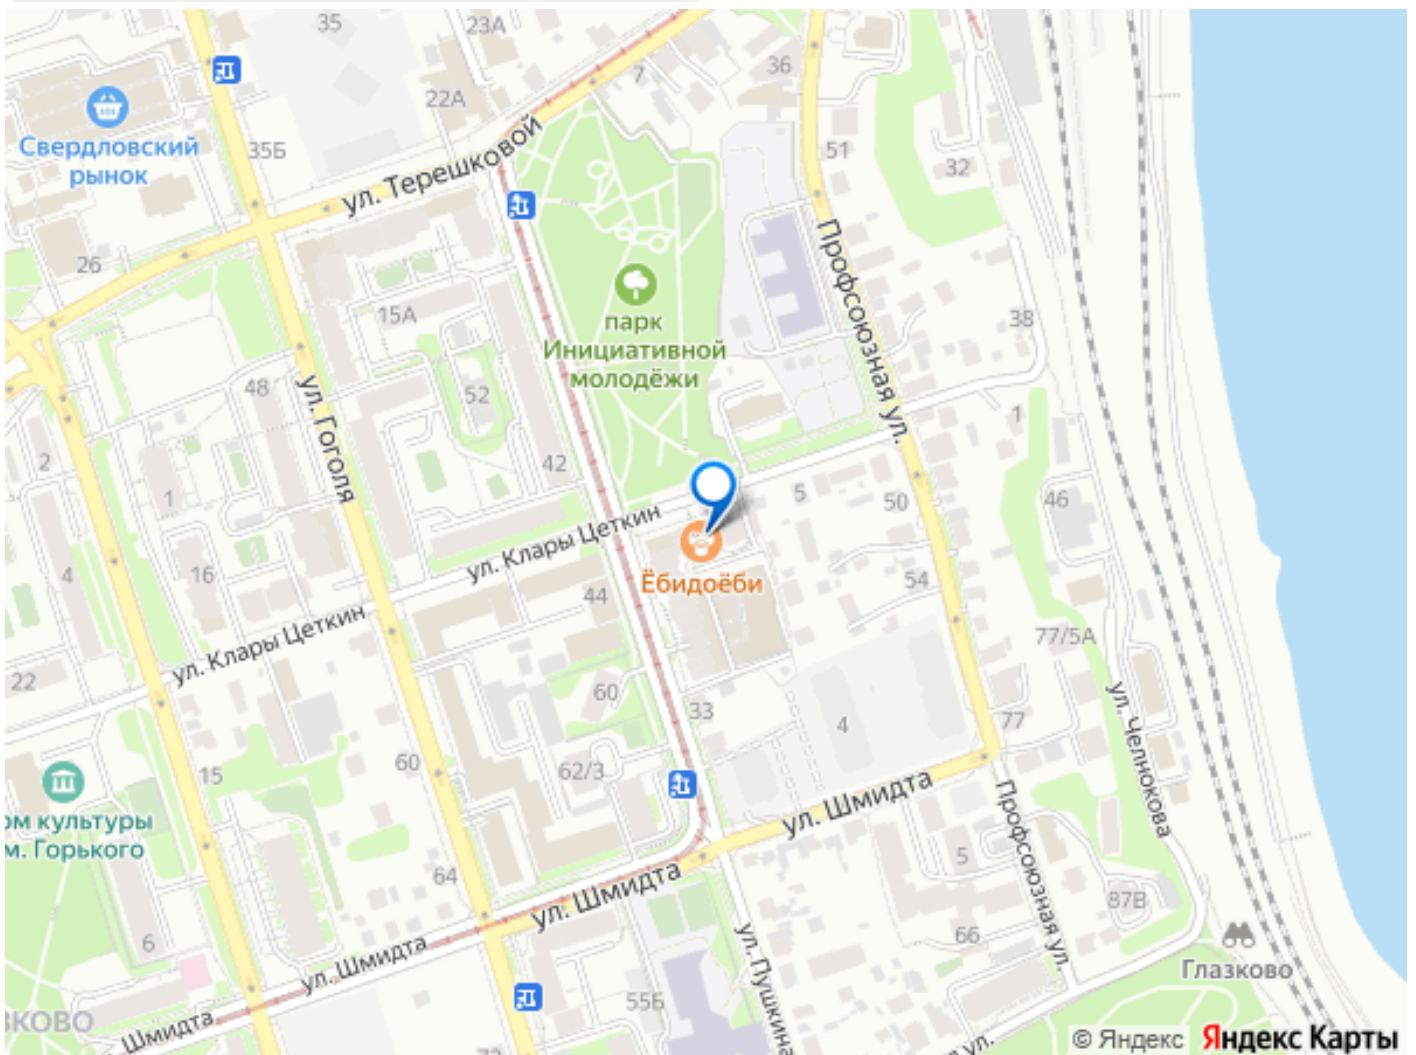 35
23А
7
36
22А
Свердловский
рынок
35Б
ул. Терешковой
51
32
26
Профсоюзная ул.
15А
парк
Инициативной
молодёжи
38
48
52
ул. Гоголя
1
2
42
1
5
50
46
ул. Клары Цеткин
4
16
Ёбидоёби
54
44
77/5А
ул. Клары Цеткин
22
60
33
4
77
ул. Челнокова
15
60
62/3
ул. Шмидта
Профсоюзная ул.
ом культуры
м. Горького
64
5
87В
ул. Шмидта
6
ул. Шмидта
66
ул. Пушкина
Глазково
55Б
ЗКОВО
Шмидта
ул.
© Яндекс Яндекс Карты